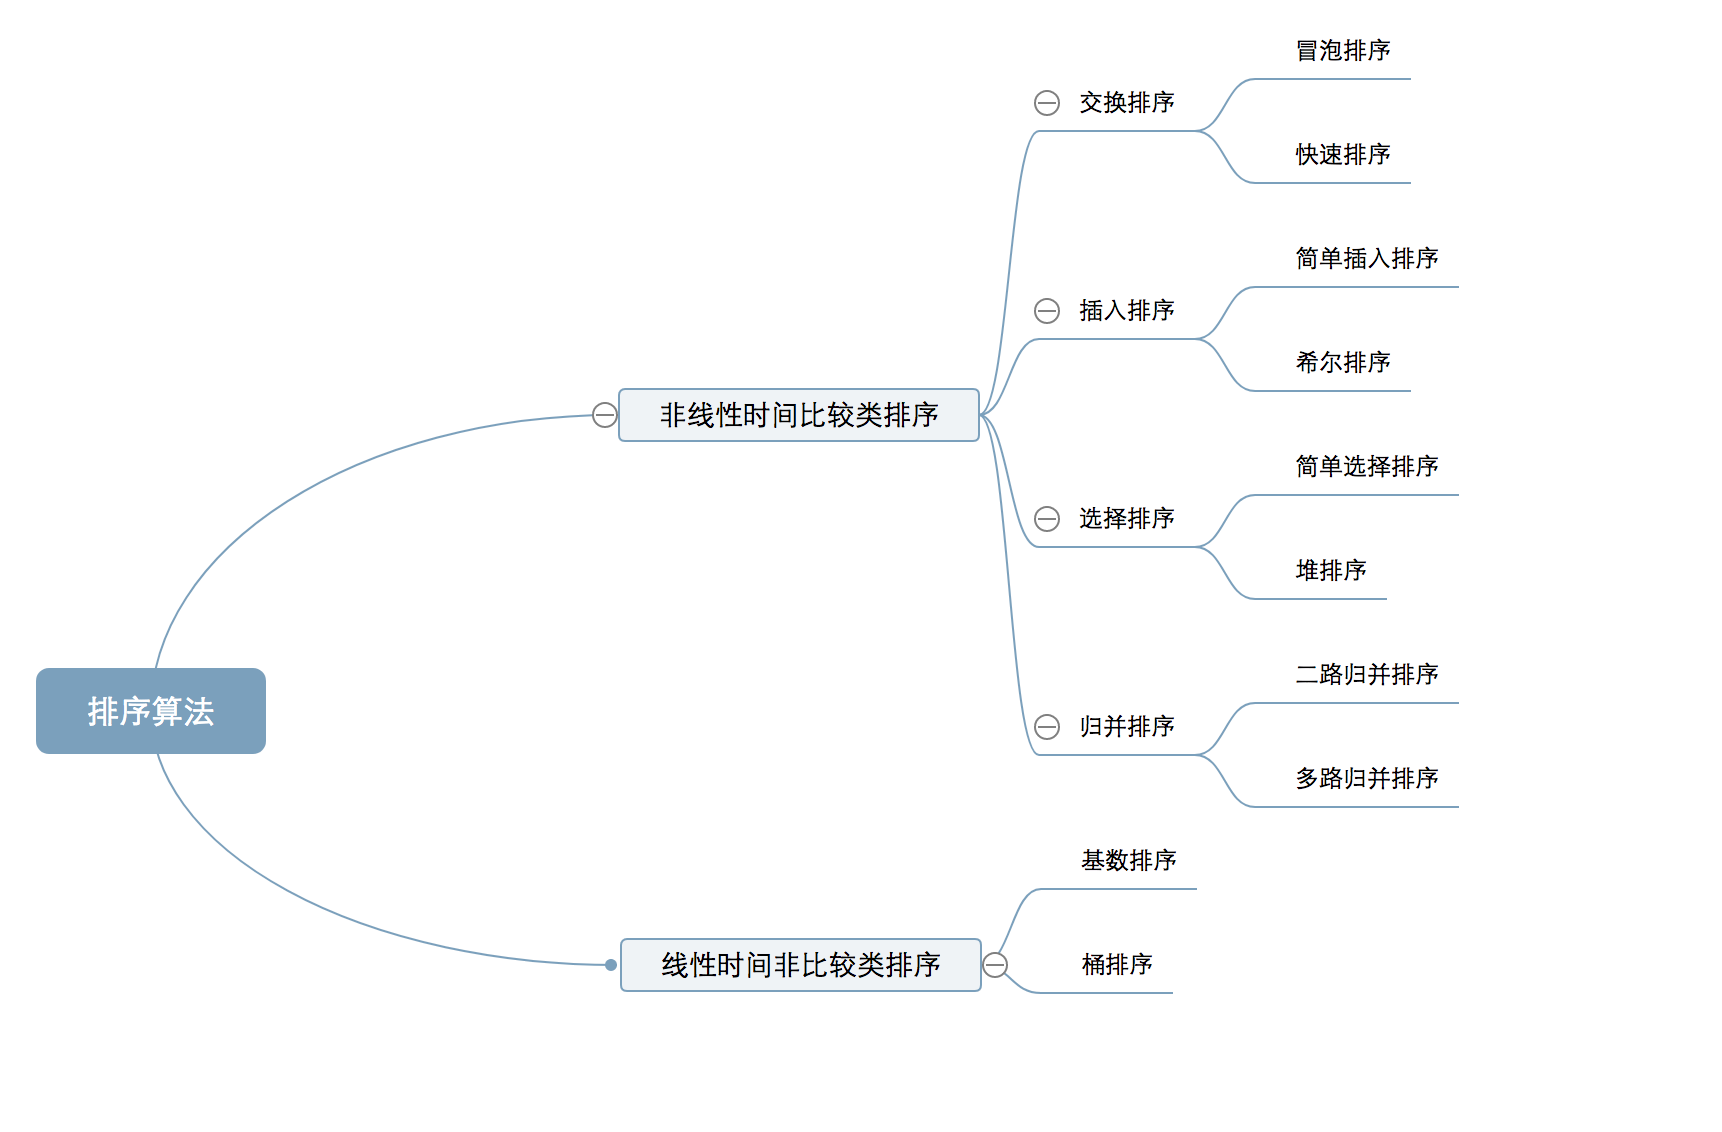 排序算法
非线性时间比较类排序
交换排序
冒泡排序
快速排序
插入排序
简单插入排序
希尔排序
选择排序
简单选择排序
堆排序
归并排序
二路归并排序
多路归并排序
线性时间非比较类排序
基数排序
桶排序